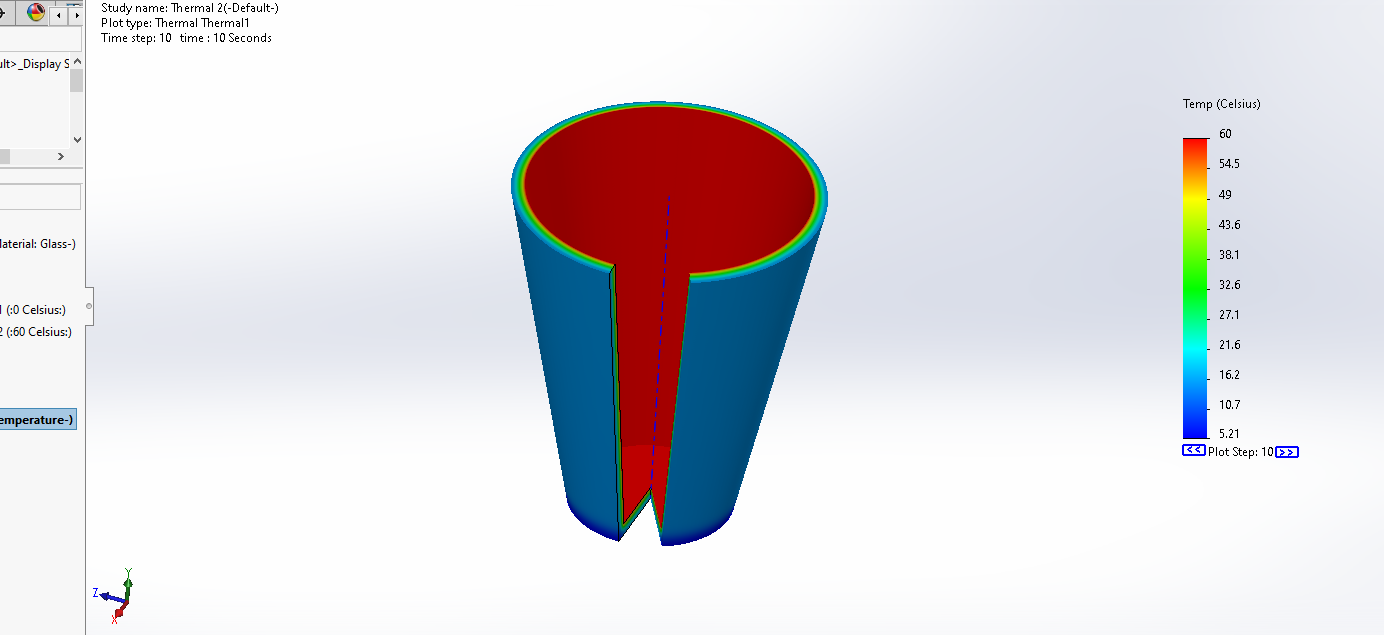 Study name: Thermal 2(-Default-)
Plot type: Thermal Thermal1
Time step: 10 time : 10 Seconds
ult>_Display S
aterial: Glass-)
(:0 Celsius:)
2 (:60 Celsius:)
emperature-)
Temp (Celsius)
60
54.5
49
43.6
38.1
32.6
27.1
21.6
16.2
10.7
5.21
<< Plot Step: 10 >>
Y
Z
X